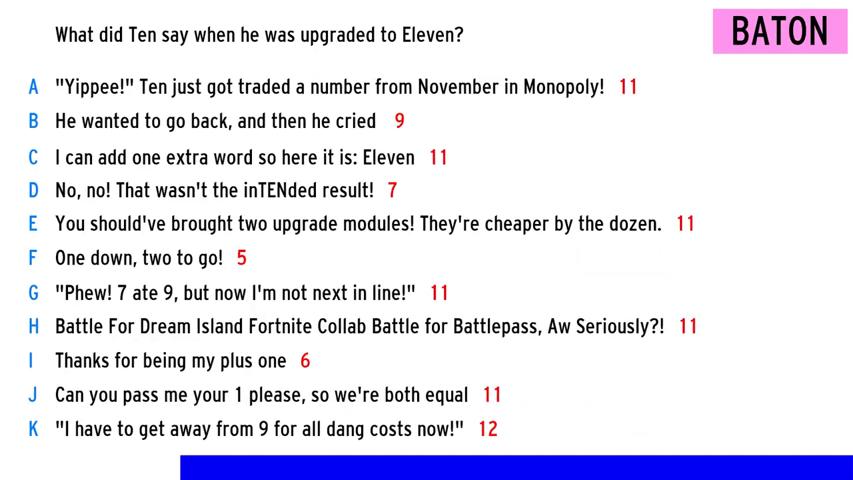 What did Ten say when he was upgraded to Eleven?
BATON
A "Yippee!" Ten just got traded a number from November in Monopoly! 11
B He wanted to go back, and then he cried 9
C I can add one extra word so here it is: Eleven 11
D No, no! That wasn't the inTENded result! 7
E You should've brought two upgrade modules! They're cheaper by the dozen. 11
F One down, two to go! 5
G "Phew! 7 ate 9, but now I'm not next in line!" 11
H Battle For Dream Island Fortnite Collab Battle for Battlepass, Aw Seriously?! 11
I Thanks for being my plus one 6
J Can you pass me your 1 please, so we're both equal 11
K "I have to get away from 9 for all dang costs now!" 12